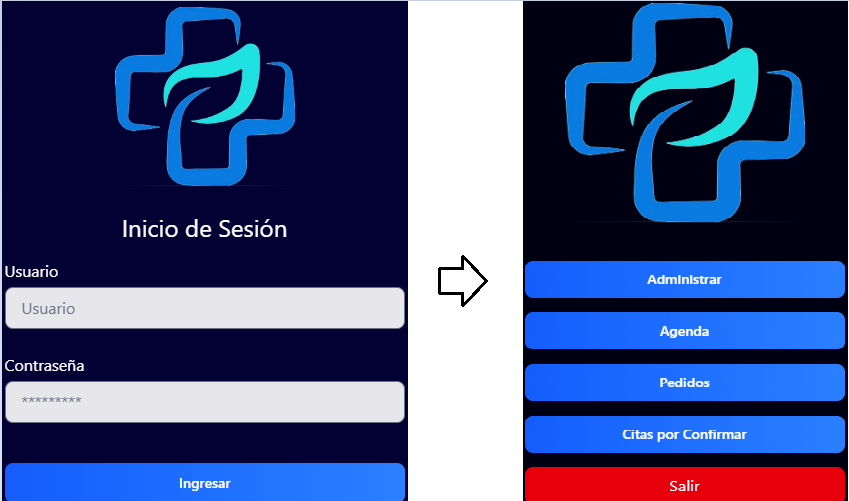 Inicio de Sesión
Usuario
Usuario
Contraseña
*********
Ingresar
Administrar
Agenda
Pedidos
Citas por Confirmar
Salir